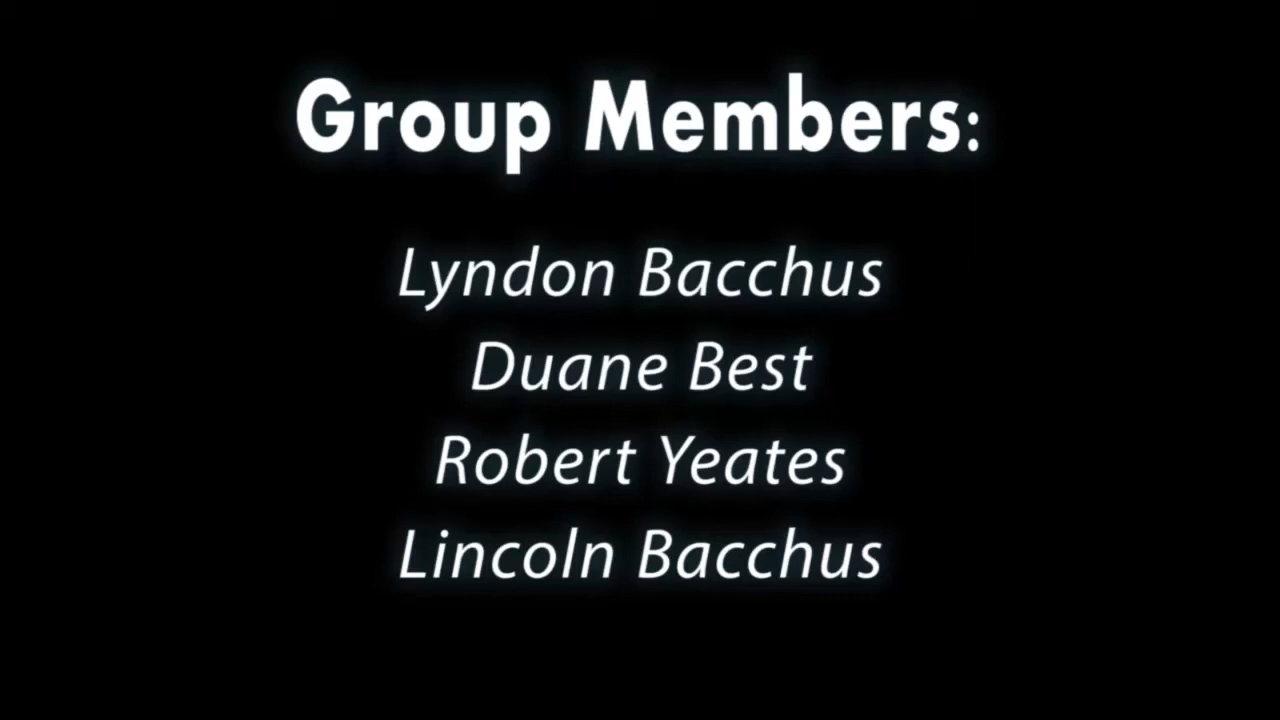 Group Members:
Lyndon Bacchus
Duane Best
Robert Yeates
Lincoln Bacchus